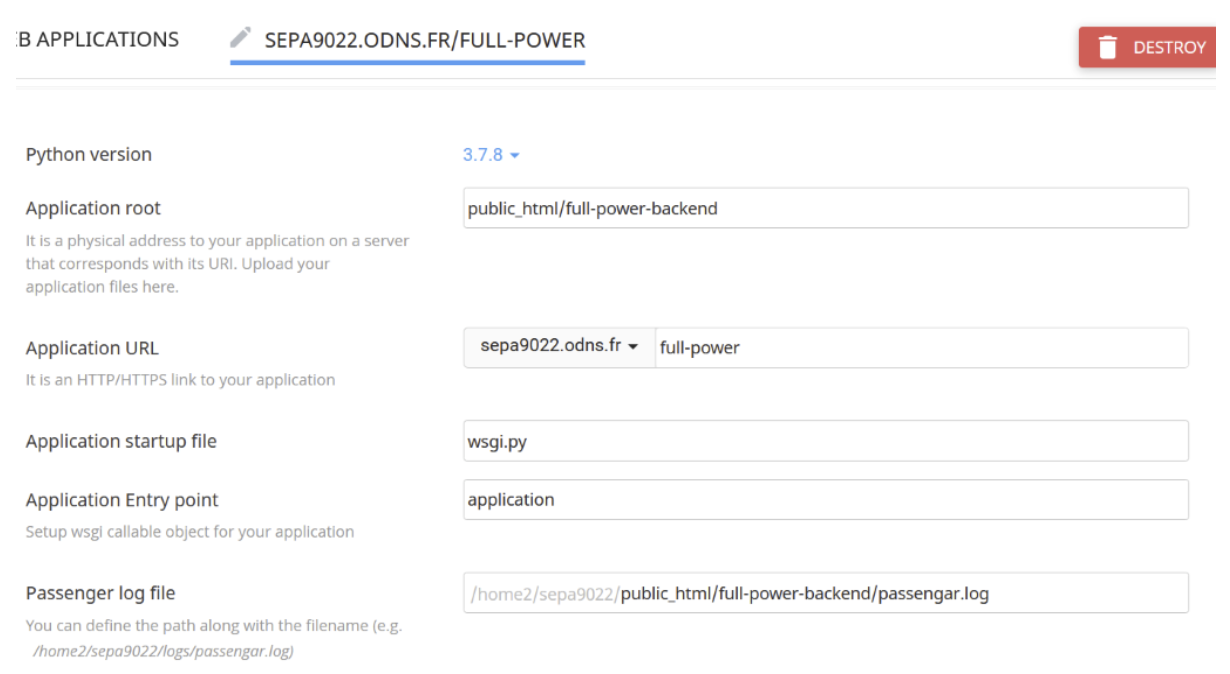 EB APPLICATIONS
SEPA9022.ODNS.FR/FULL-POWER
DESTROY
Python version
3.7.8
Application root
public_html/full-power-backend
It is a physical address to your application on a server
that corresponds with its URI. Upload your
application files here.
Application URL
sepa9022.odns.fr
full-power
It is an HTTP/HTTPS link to your application
Application startup file
wsgi.py
Application Entry point
application
Setup wsgi callable object for your application
Passenger log file
/home2/sepa9022/public_html/full-power-backend/passengar.log
You can define the path along with the filename (e.g.
/home2/sepa9022/logs/passengar.log)